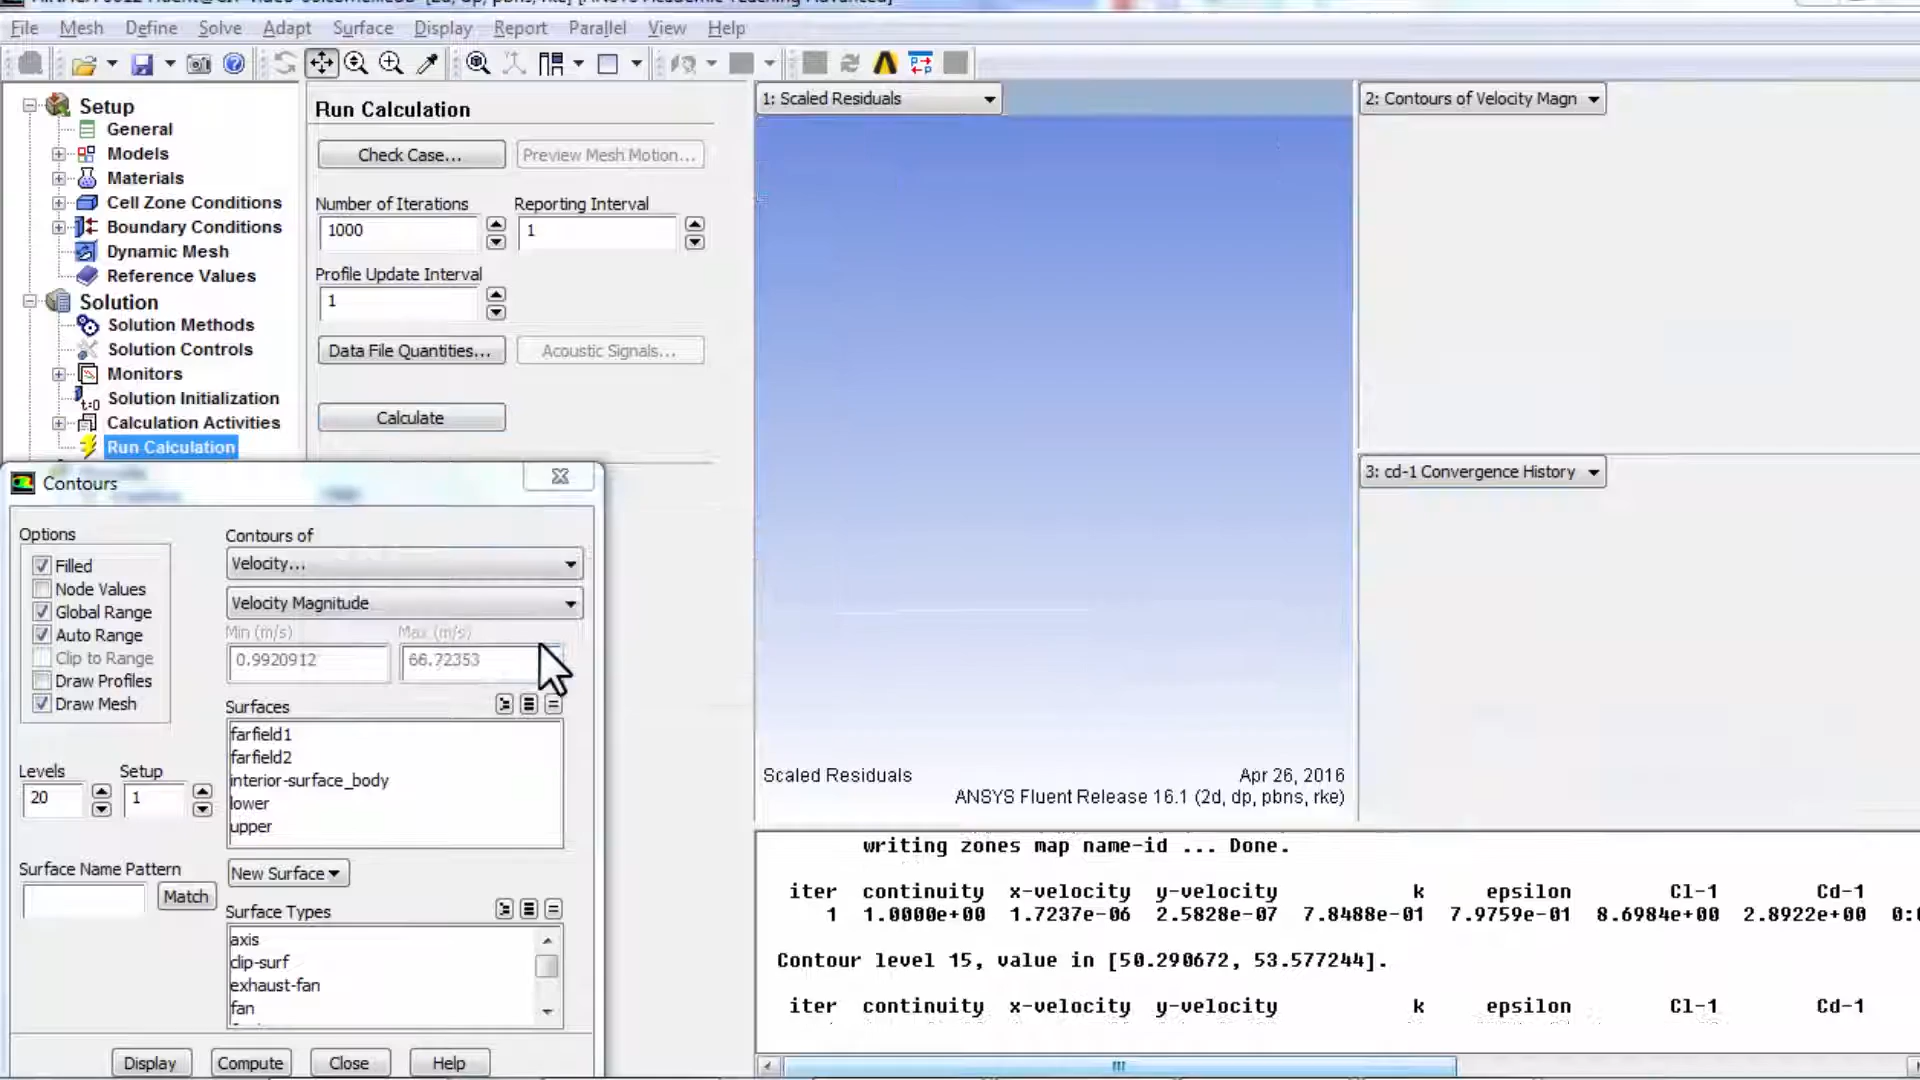 File Mesh Define Solve Adapt Surface Display Report Parallel View Help
Setup
General
Models
Materials
Cell Zone Conditions
Boundary Conditions
Dynamic Mesh
Reference Values
Solution
Solution Methods
Solution Controls
Monitors
Solution Initialization
Calculation Activities
Run Calculation
Run Calculation
Check Case... Preview Mesh Motion...
Number of Iterations Reporting Interval
1000 1
Profile Update Interval
1
Data File Quantities... Acoustic Signals...
Calculate
1: Scaled Residuals
2: Contours of Velocity Magn
3: cd-1 Convergence History
Scaled Residuals Apr 26, 2016
ANSYS Fluent Release 16.1 (2d, dp, pbns, rke)
Contours
Options
Filled
Node Values
Global Range
Auto Range
Clip to Range
Draw Profiles
Draw Mesh
Levels Setup
20 1
Surface Name Pattern
Match
Contours of
Velocity...
Velocity Magnitude
Min (m/s) Max (m/s)
0.9920912 66.72353
Surfaces
farfield1
farfield2
interior-surface_body
lower
upper
New Surface
Surface Types
axis
clip-surf
exhaust-fan
fan
Display Compute Close Help
writing zones map name-id ... Done.
iter continuity x-velocity y-velocity k epsilon Cl-1 Cd-1
1 1.0000e+00 1.7237e-06 2.5828e-07 7.8488e-01 7.9759e-01 8.6984e+00 2.8922e+00 0:
Contour level 15, value in [50.290672, 53.577244].
iter continuity x-velocity y-velocity k epsilon Cl-1 Cd-1